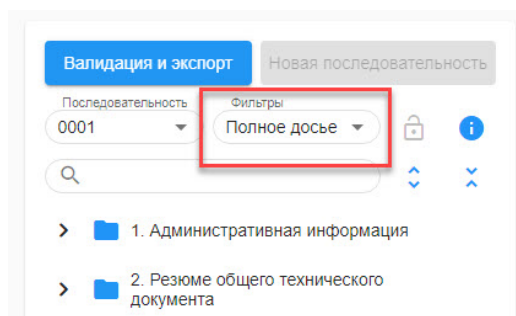 Валидация и экспорт
Новая последовательность
Последовательность
Фильтры
0001
Полное досье
1. Административная информация
2. Резюме общего технического
документа